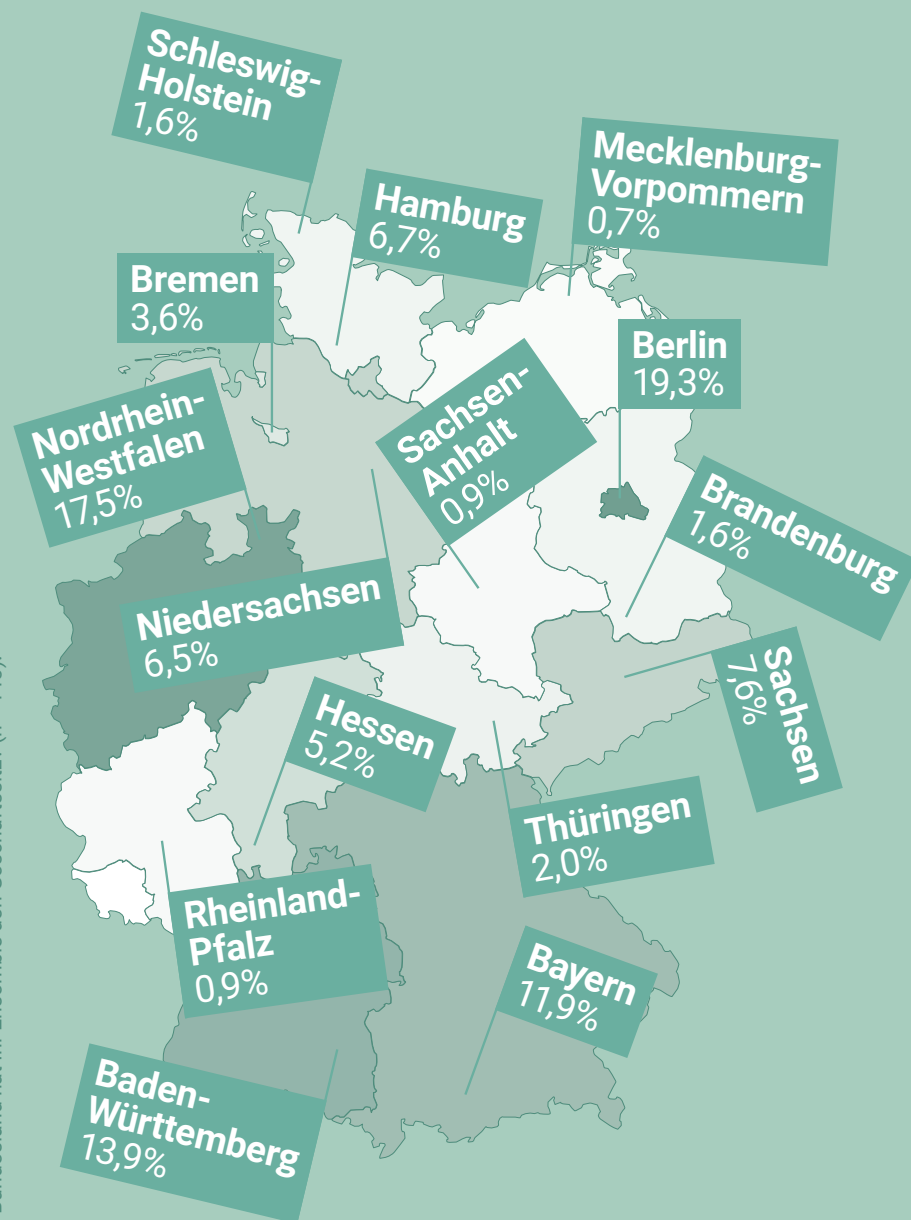 Schleswig-
Holstein
1,6%
Mecklenburg-
Vorpommern
0,7%
Hamburg
6,7%
Bremen
3,6%
Berlin
19,3%
Nordrhein-
Westfalen
17,5%
Sachsen-
Anhalt
0,9%
Brandenburg
1,6%
Niedersachsen
6,5%
Sachsen
7,6%
Hessen
5,2%
Thüringen
2,0%
Rheinland-
Pfalz
0,9%
Bayern
11,9%
Baden-
Württemberg
13,9%